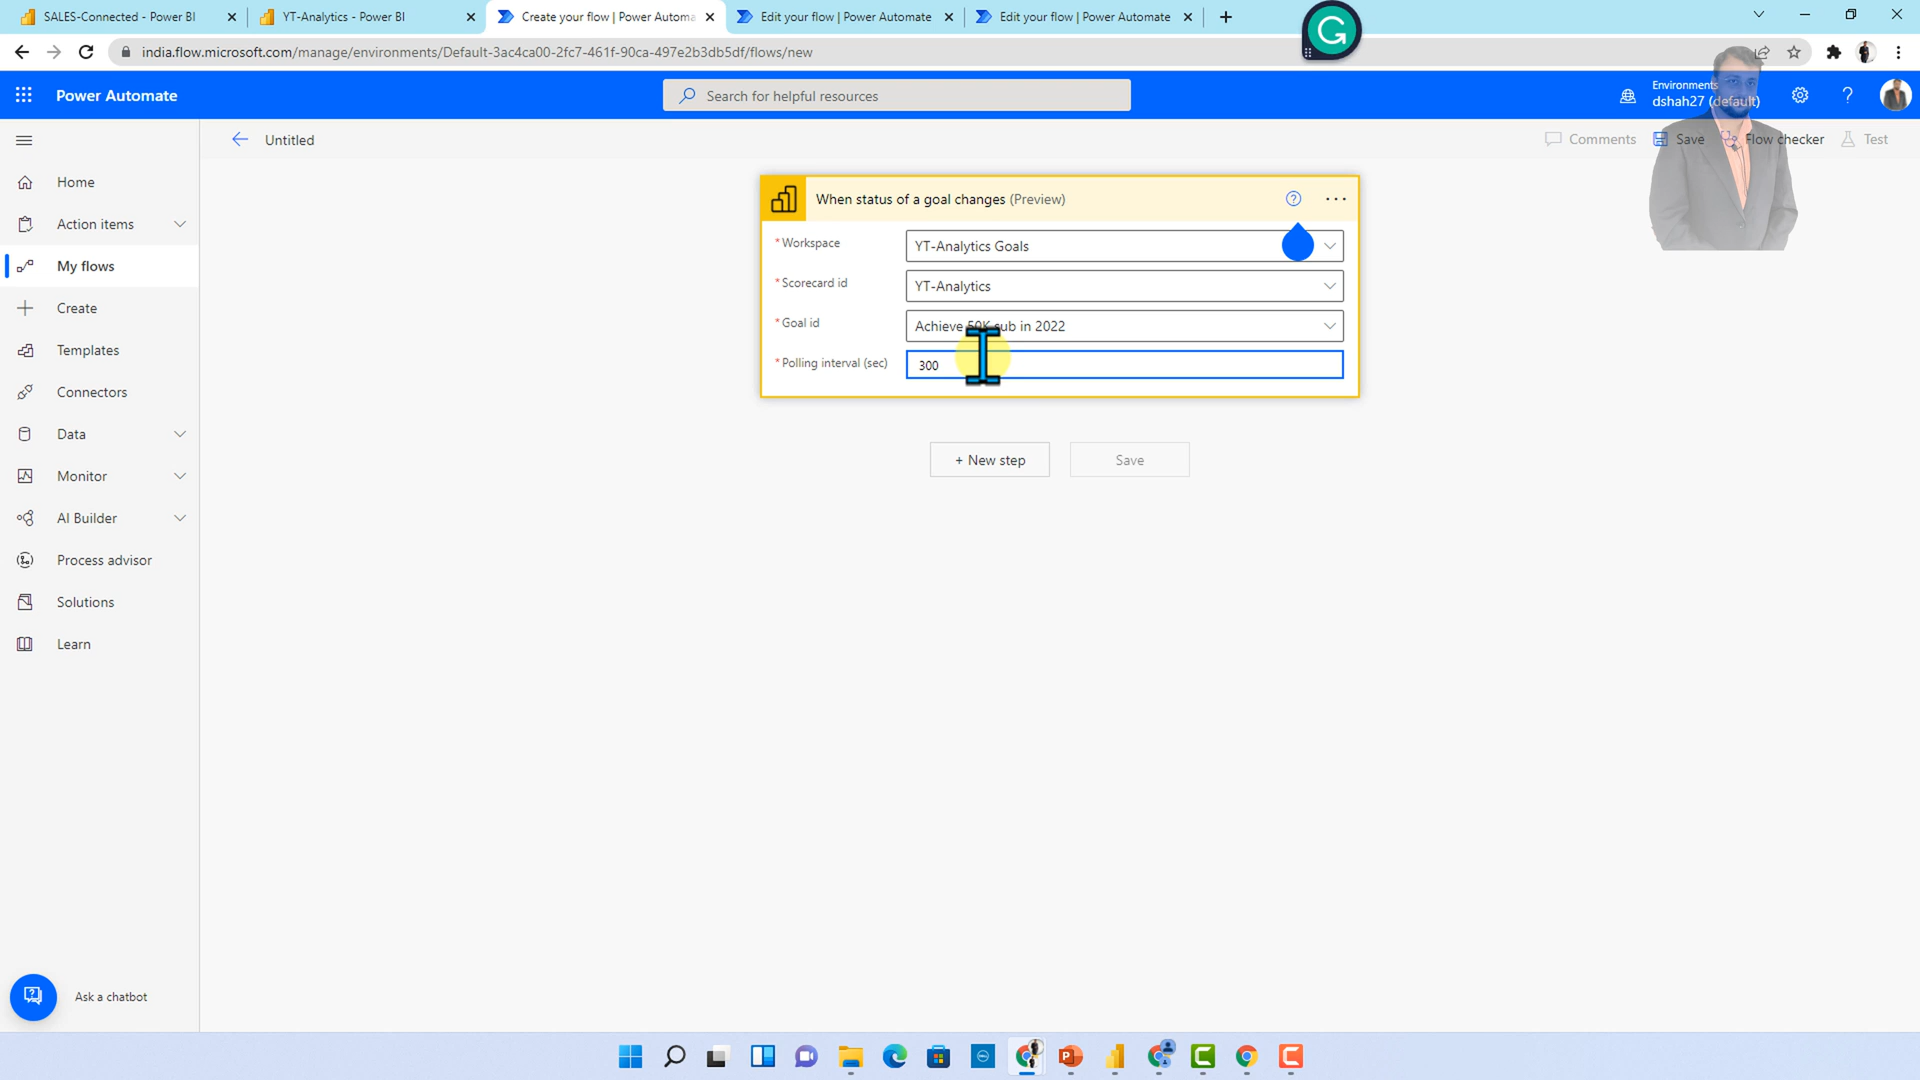 SALES-Connected - Power BI
YT-Analytics - Power BI
Create your flow | Power Automa
Edit your flow | Power Automate
Edit your flow | Power Automate
india.flow.microsoft.com/manage/environments/Default-3ac4ca00-2fc7-461f-90ca-497e2b3db5df/flows/new
Power Automate
Search for helpful resources
Environments
dshah27 (default)
Untitled
Comments
Save
Flow checker
Test
Home
Action items
My flows
Create
Templates
Connectors
Data
Monitor
AI Builder
Process advisor
Solutions
Learn
Ask a chatbot
When status of a goal changes (Preview)
* Workspace
YT-Analytics Goals
* Scorecard id
YT-Analytics
* Goal id
Achieve 50K sub in 2022
* Polling interval (sec)
300
+ New step
Save